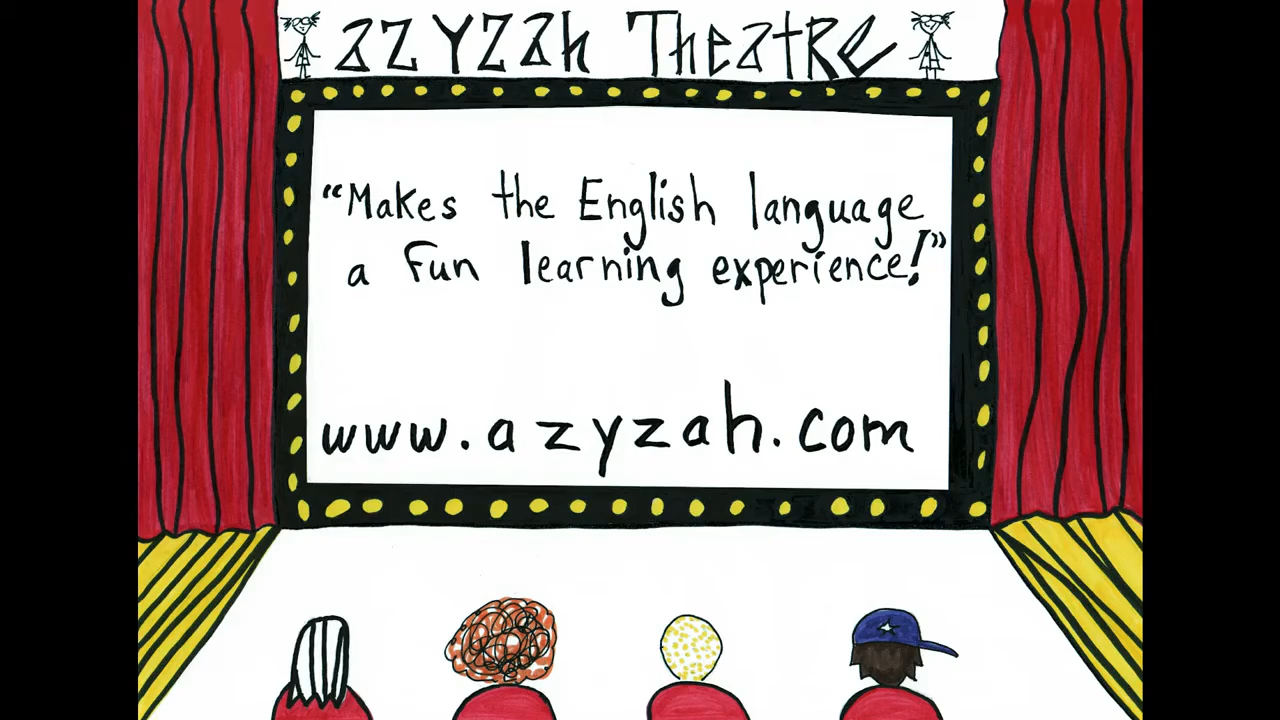 azyzah Theatre
“Makes the English language
a fun learning experience!”
www.azyzah.com